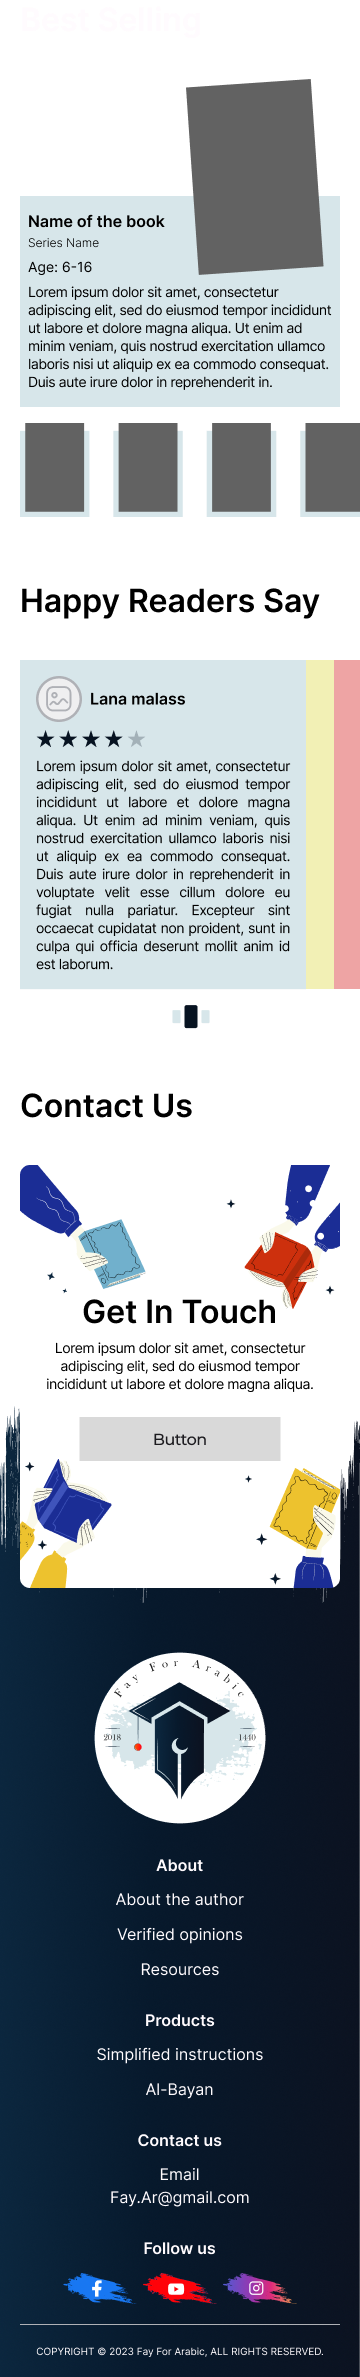 Best Selling
Name of the book
Series Name
Age: 6-16
Lorem ipsum dolor sit amet, consectetur
adipiscing elit, sed do eiusmod tempor incididunt
ut labore et dolore magna aliqua. Ut enim ad
minim veniam, quis nostrud exercitation ullamco
laboris nisi ut aliquip ex ea commodo consequat.
Duis aute irure dolor in reprehenderit in.
Happy Readers Say
Lana malass
Lorem ipsum dolor sit amet, consectetur
adipiscing elit, sed do eiusmod tempor
incididunt ut labore et dolore magna
aliqua. Ut enim ad minim veniam, quis
nostrud exercitation ullamco laboris nisi
ut aliquip ex ea commodo consequat.
Duis aute irure dolor in reprehenderit in
voluptate velit esse cillum dolore eu
fugiat nulla pariatur. Excepteur sint
occaecat cupidatat non proident, sunt in
culpa qui officia deserunt mollit anim id
est laborum.
Contact Us
Get In Touch
Lorem ipsum dolor sit amet, consectetur
adipiscing elit, sed do eiusmod tempor
incididunt ut labore et dolore magna aliqua.
Button
Fay For Arabic
2018
1440
About
About the author
Verified opinions
Resources
Products
Simplified instructions
Al-Bayan
Contact us
Email
Fay.Ar@gmail.com
Follow us
COPYRIGHT © 2023 Fay For Arabic, ALL RIGHTS RESERVED.